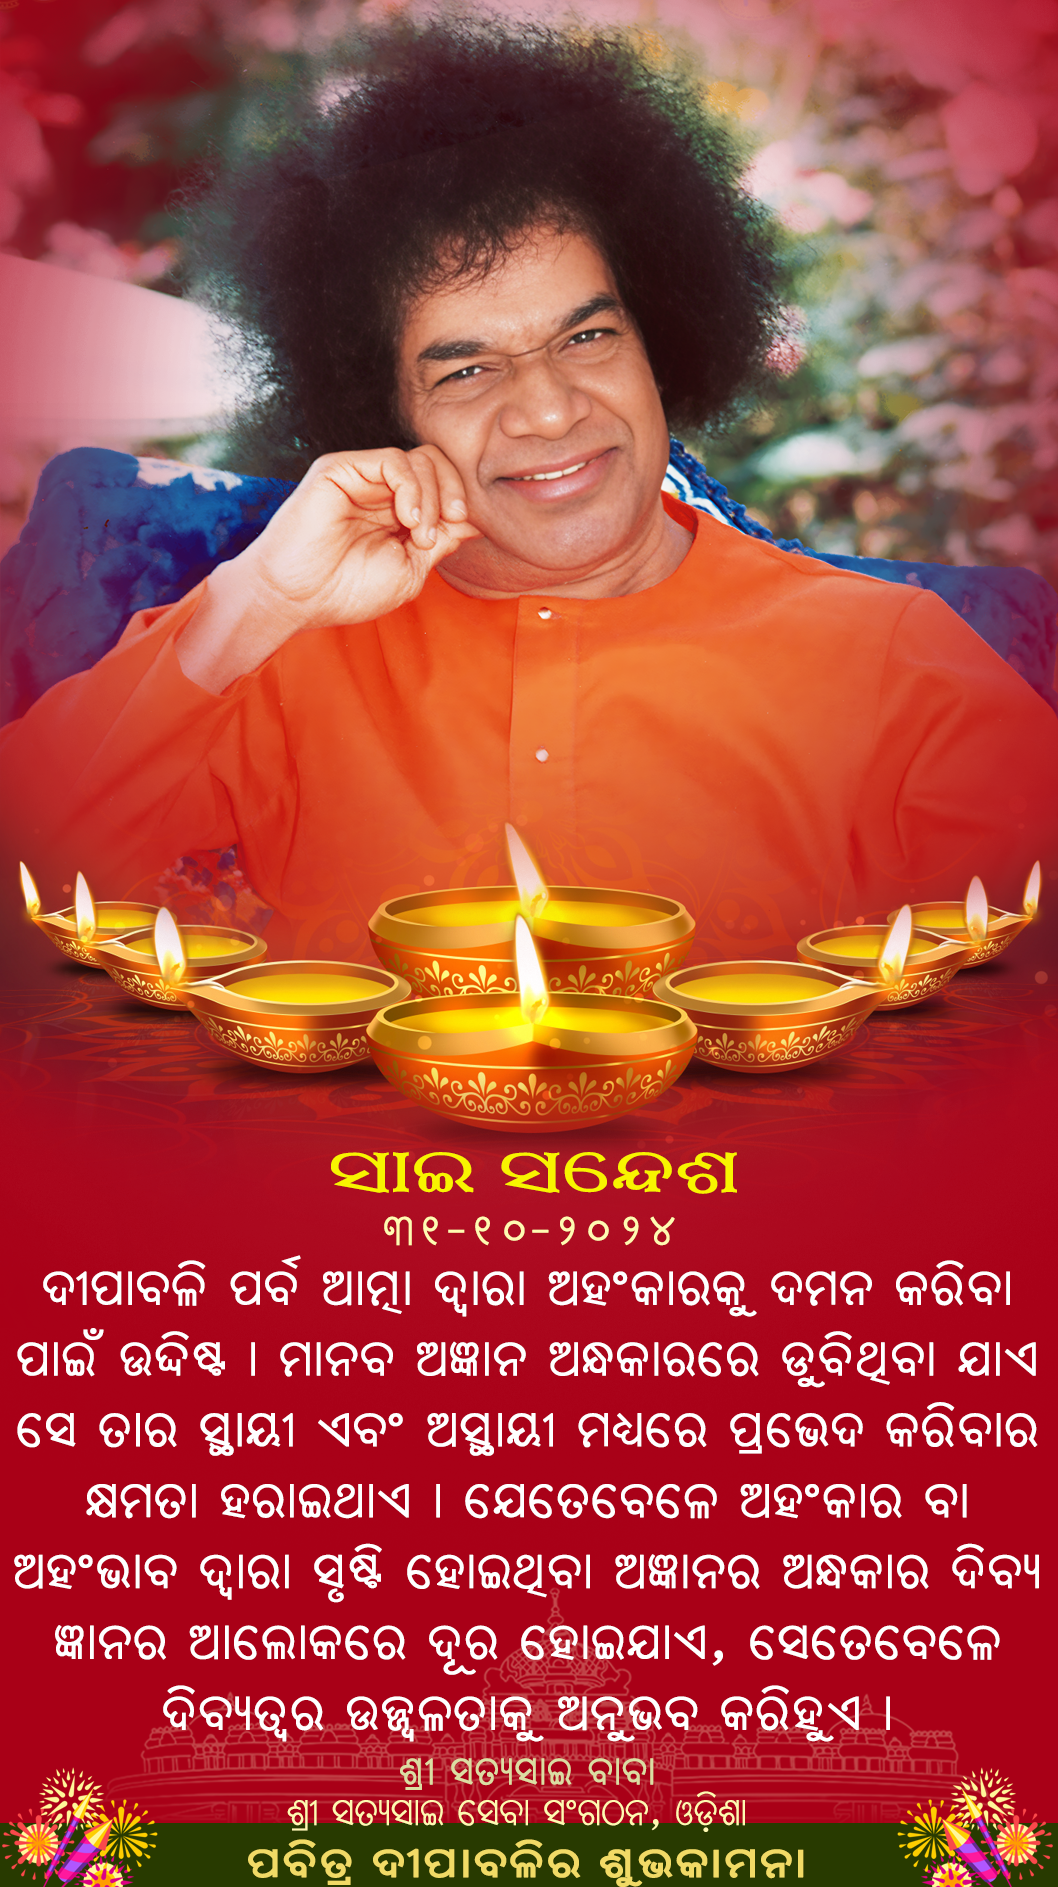 ସାଇ ସନ୍ଦେଶ
୩୧-୧୦-୨୦୨୪
ଦୀପାବଳି ପର୍ବ ଆତ୍ମା ଦ୍ୱାରା ଅହଂକାରକୁ ଦମନ କରିବା
ପାଇଁ ଉଦ୍ଦିଷ୍ଟ । ମାନବ ଅଜ୍ଞାନ ଅନ୍ଧକାରରେ ଡୁବିଥିବା ଯାଏ
ସେ ତାର ସ୍ଥାୟୀ ଏବଂ ଅସ୍ଥାୟୀ ମଧ୍ୟରେ ପ୍ରଭେଦ କରିବାର
କ୍ଷମତା ହରାଇଥାଏ । ଯେତେବେଳେ ଅହଂକାର ବା
ଅହଂଭାବ ଦ୍ୱାରା ସୃଷ୍ଟି ହୋଇଥିବା ଅଜ୍ଞାନର ଅନ୍ଧକାର ଦିବ୍ୟ
ଜ୍ଞାନର ଆଲୋକରେ ଦୂର ହୋଇଯାଏ, ସେତେବେଳେ
ଦିବ୍ୟତ୍ୱର ଉଜ୍ଜ୍ୱଳତାକୁ ଅନୁଭବ କରିହୁଏ ।
ଶ୍ରୀ ସତ୍ୟସାଇ ବାବା
ଶ୍ରୀ ସତ୍ୟସାଇ ସେବା ସଂଗଠନ, ଓଡ଼ିଶା
ପବିତ୍ର ଦୀପାବଳିର ଶୁଭକାମନା